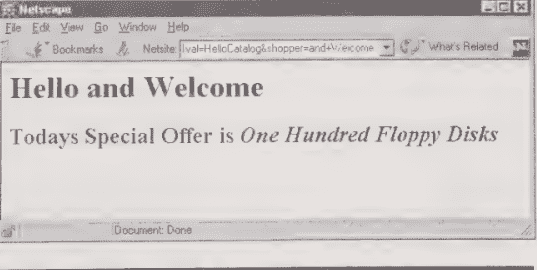 Netscape
File Edit View Go Window Help
Bookmarks Netsite: lval=HelloCatalog&shopper=and+Welcome What's Related N
Hello and Welcome
Todays Special Offer is One Hundred Floppy Disks
Document: Done